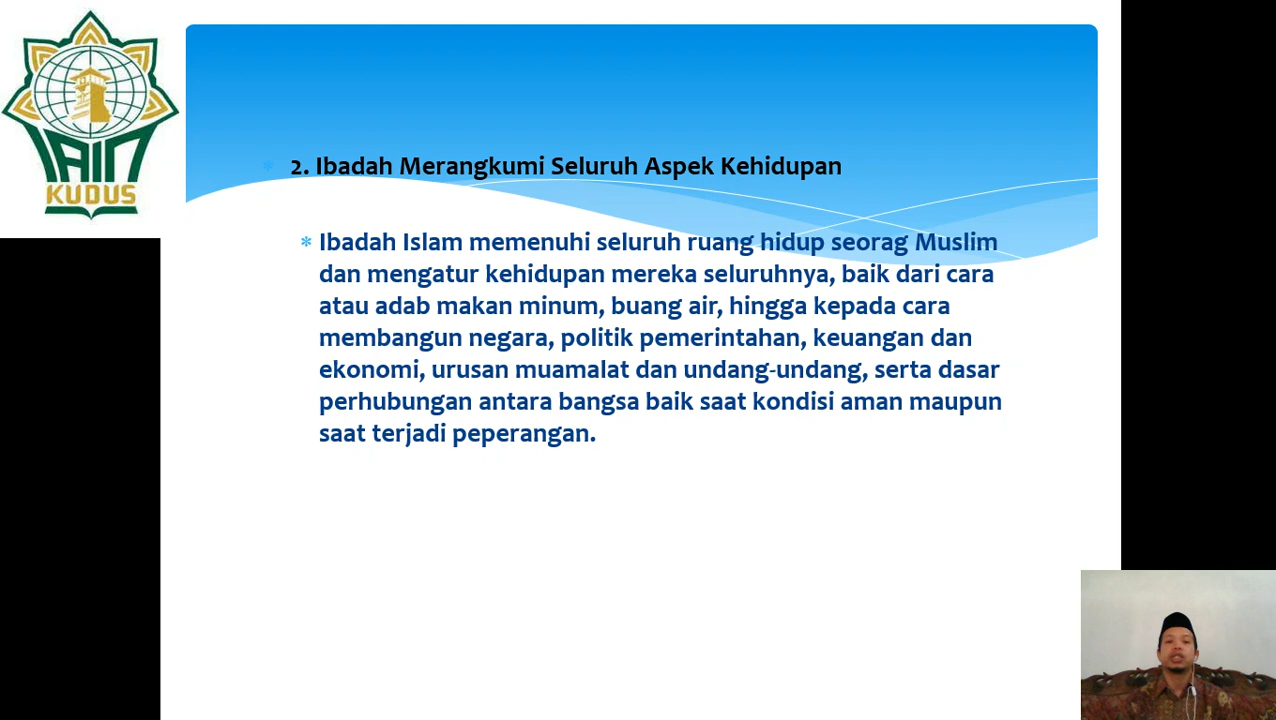 IAIN
KUDUS
2. Ibadah Merangkumi Seluruh Aspek Kehidupan
Ibadah Islam memenuhi seluruh ruang hidup seorag Muslim
dan mengatur kehidupan mereka seluruhnya, baik dari cara
atau adab makan minum, buang air, hingga kepada cara
membangun negara, politik pemerintahan, keuangan dan
ekonomi, urusan muamalat dan undang-undang, serta dasar
perhubungan antara bangsa baik saat kondisi aman maupun
saat terjadi peperangan.